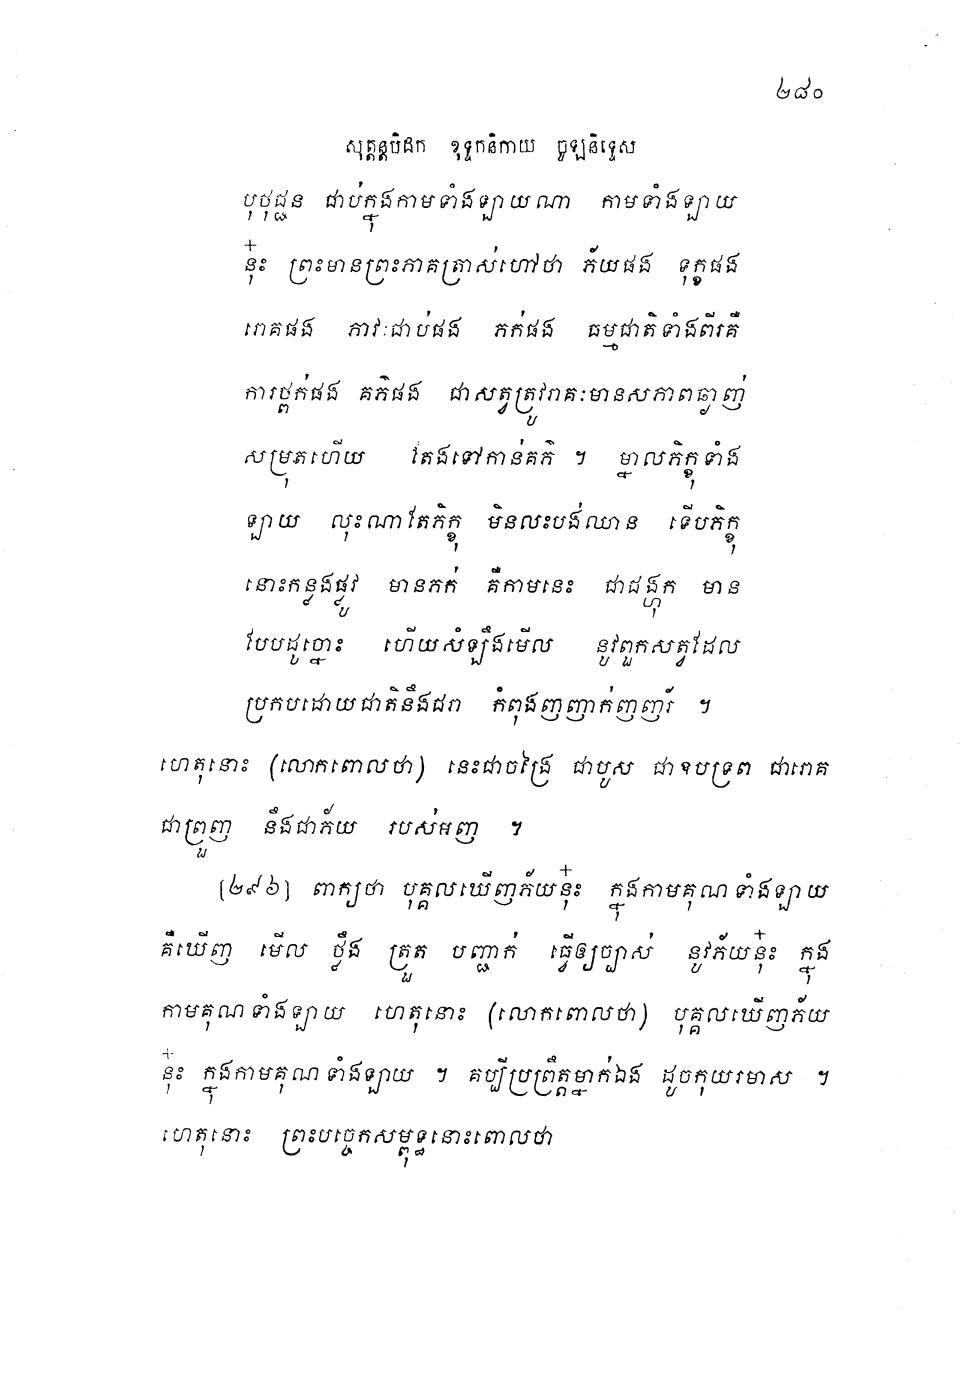 ២៨០
សុត្តន្តបិដក ខុទ្ទកនិកាយ ចូឡនិទ្ទេស
បុថុជ្ជន ជាប់ក្នុងកាមទាំងឡាយណា កាមទាំងឡាយ
នុ៎ះ ព្រះមានព្រះភាគត្រាស់ហៅថា ភ័យផង ទុក្ខផង
រោគផង ភាវៈជាប់ផង ភក់ផង ធម្មជាតិទាំងពីរគឺ
ការថ្ពក់ផង គភ៌ផង ជាសត្វត្រូវរាគៈមានសភាពធ្លាញ់
សម្រុតហើយ តែងទៅកាន់គភ៌ ។ ម្នាលភិក្ខុទាំង
ឡាយ លុះណាតែភិក្ខុ មិនលះបង់ឈាន ទើបភិក្ខុ
នោះកន្លងផ្លូវ មានភក់ គឺកាមនេះ ជាដង្ហុក មាន
បែបដូច្នោះ ហើយសំឡឹងមើល នូវពួកសត្វដែល
ប្រកបដោយជាតិនឹងជរា កំពុងញញាក់ញញ័រ ។
ហេតុនោះ (លោកពោលថា) នេះជាចង្រៃ ជាបូស ជាឧបទ្រព ជារោគ
ជាព្រួញ នឹងជាភ័យ របស់អញ ។
[២៩៦] ពាក្យថា បុគ្គលឃើញភ័យនុ៎ះ ក្នុងកាមគុណទាំងឡាយ
គឺឃើញ មើល ថ្លឹង ត្រួត បញ្ជាក់ ធ្វើឲ្យច្បាស់ នូវភ័យនុ៎ះ ក្នុង
កាមគុណទាំងឡាយ ហេតុនោះ (លោកពោលថា) បុគ្គលឃើញភ័យ
នុ៎ះ ក្នុងកាមគុណទាំងឡាយ ។ គប្បីប្រព្រឹត្តម្នាក់ឯង ដូចកុយរមាស ។
ហេតុនោះ ព្រះបច្ចេកសម្ពុទ្ធនោះពោលថា